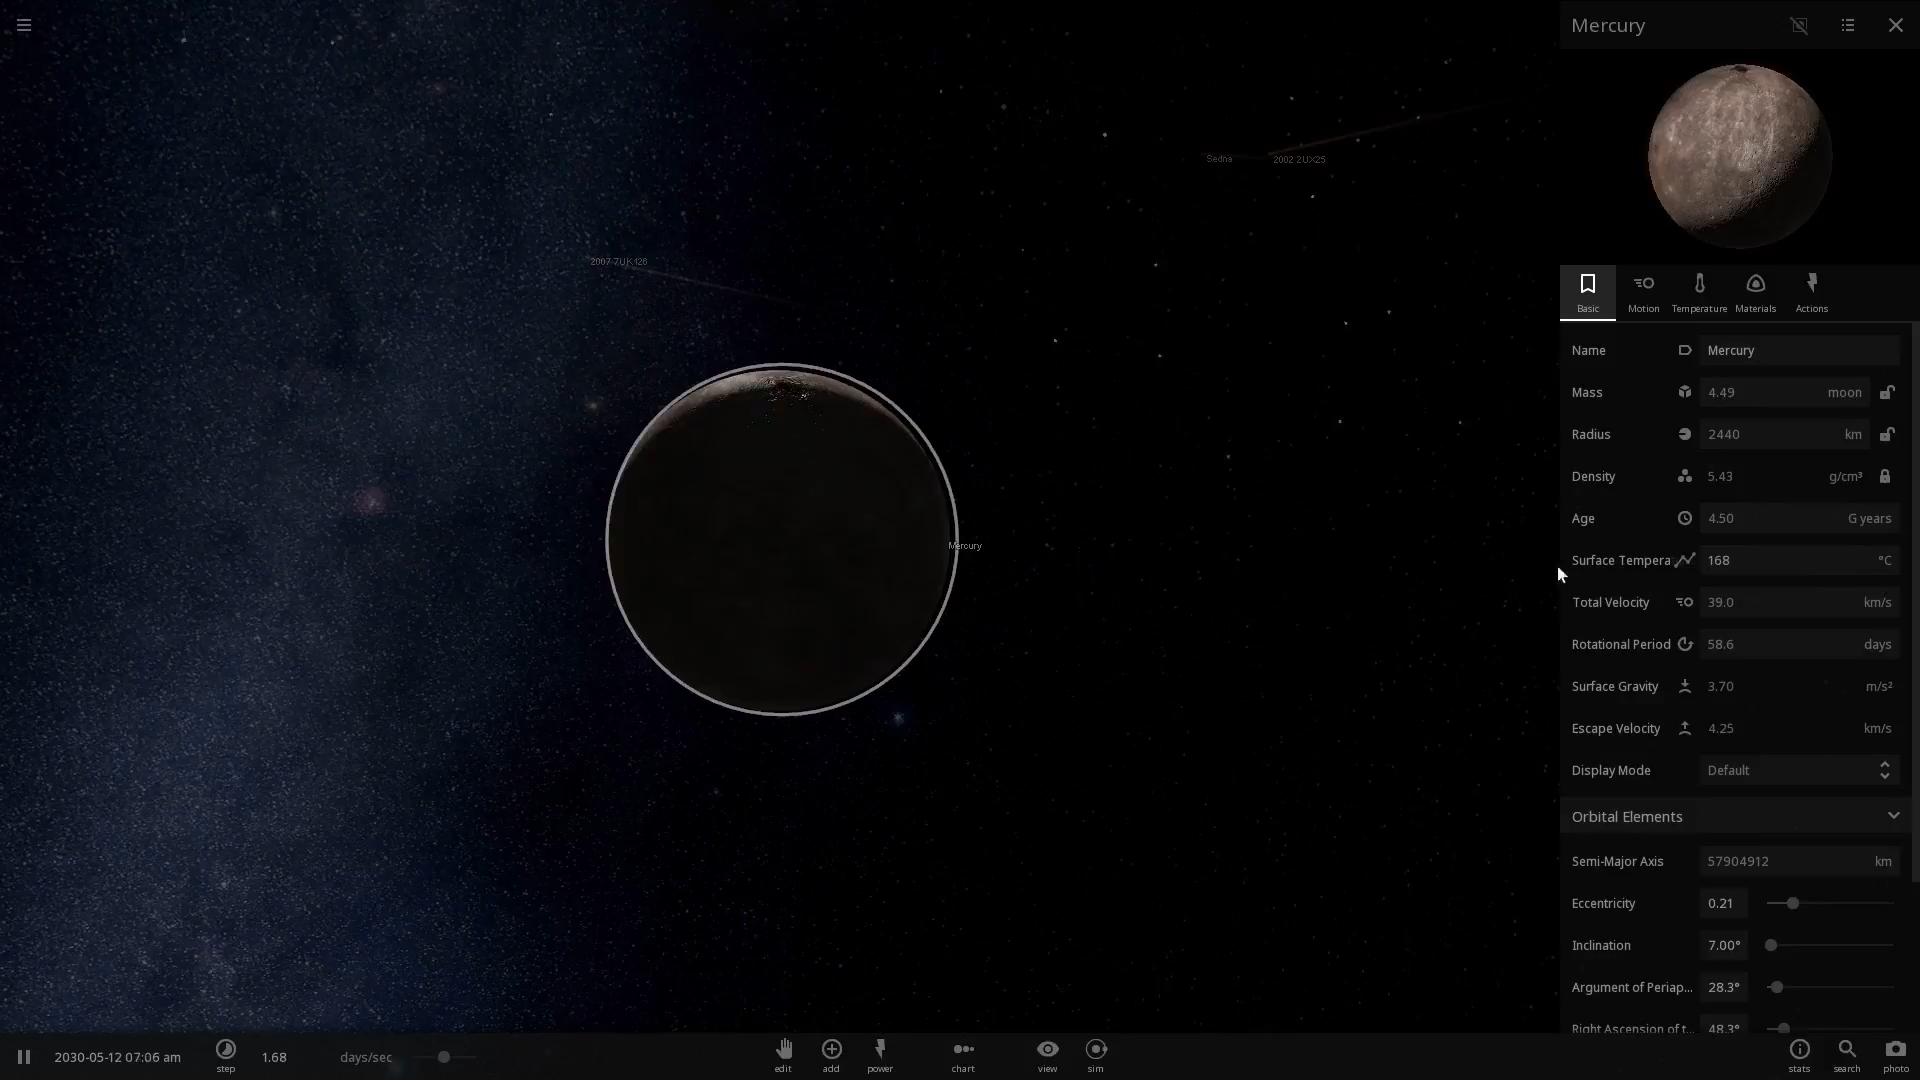 Mercury
Sedna
2002 2UX25
2007 7UK126
Mercury
Basic
Motion
Temperature
Materials
Actions
Name Mercury
Mass 4.49 moon
Radius 2440 km
Density 5.43 g/cm³
Age 4.50 G years
Surface Tempera 168 °C
Total Velocity 39.0 km/s
Rotational Period 58.6 days
Surface Gravity 3.70 m/s²
Escape Velocity 4.25 km/s
Display Mode Default
Orbital Elements
Semi-Major Axis 57904912 km
Eccentricity 0.21
Inclination 7.00°
Argument of Periap... 28.3°
Right Ascension of t... 48.3°
2030-05-12 07:06 am
step
1.68 days/sec
edit
add
power
chart
view
sim
stats
search
photo